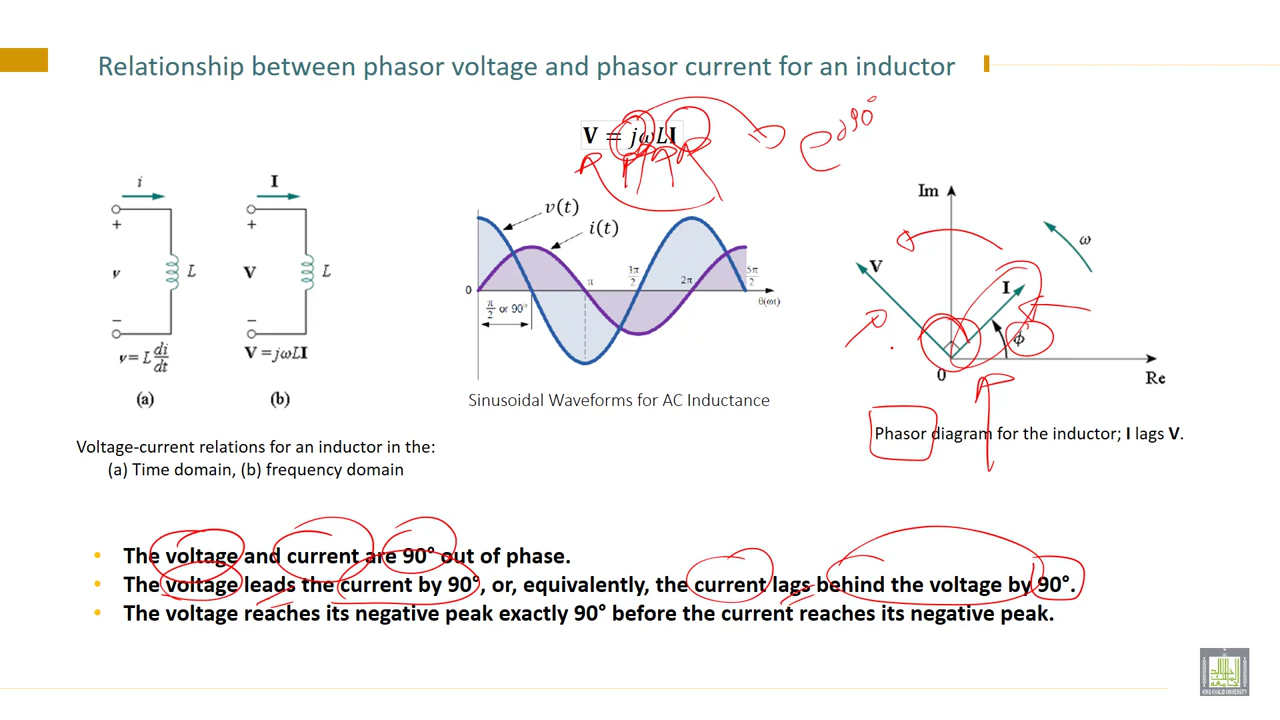 Relationship between phasor voltage and phasor current for an inductor
V = jωLI
e^j90°
i
+
v
−
L
v = L di/dt
(a)
I
+
V
−
L
V = jωLI
(b)
Voltage-current relations for an inductor in the:
(a) Time domain, (b) frequency domain
v(t)
i(t)
0
π/2 or 90°
π
3π/2
2π
5π/2
θ(ωt)
Sinusoidal Waveforms for AC Inductance
Im
ω
V
I
ϕ
0
Re
Phasor diagram for the inductor; I lags V.
• The voltage and current are 90° out of phase.
• The voltage leads the current by 90°, or, equivalently, the current lags behind the voltage by 90°.
• The voltage reaches its negative peak exactly 90° before the current reaches its negative peak.
KING KHALID UNIVERSITY